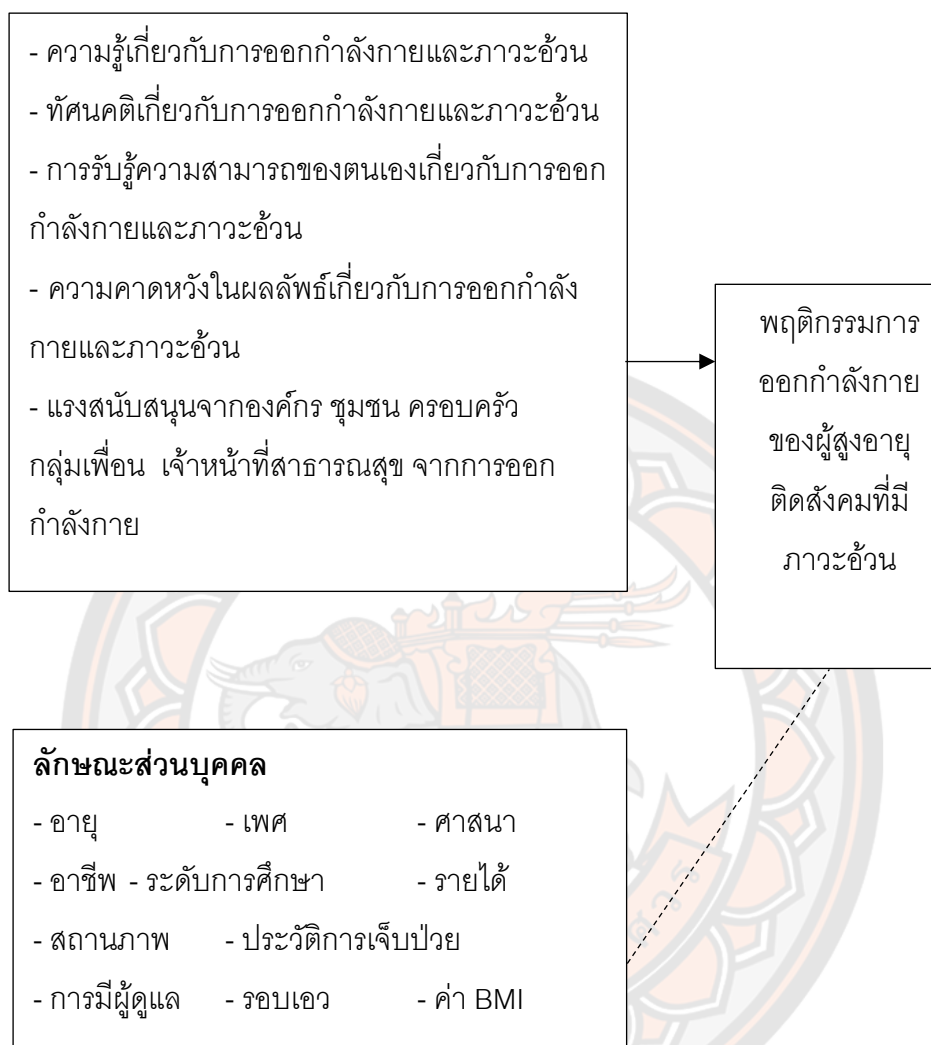 - ความรู้เกี่ยวกับการออกกำลังกายและภาวะอ้วน
- ทัศนคติเกี่ยวกับการออกกำลังกายและภาวะอ้วน
- การรับรู้ความสามารถของตนเองเกี่ยวกับการออก
กำลังกายและภาวะอ้วน
- ความคาดหวังในผลลัพธ์เกี่ยวกับการออกกำลัง
กายและภาวะอ้วน
- แรงสนับสนุนจากองค์กร ชุมชน ครอบครัว
กลุ่มเพื่อน เจ้าหน้าที่สาธารณสุข จากการออก
กำลังกาย
พฤติกรรมการ
ออกกำลังกาย
ของผู้สูงอายุ
ติดสังคมที่มี
ภาวะอ้วน
ลักษณะส่วนบุคคล
- อายุ - เพศ - ศาสนา
- อาชีพ - ระดับการศึกษา - รายได้
- สถานภาพ - ประวัติการเจ็บป่วย
- การมีผู้ดูแล - รอบเอว - ค่า BMI